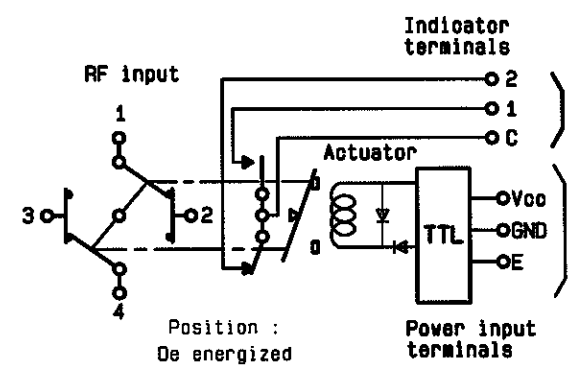 Indicator
terminals
RF input
2
1
C
1
Actuator
3
2
TTL
Vcc
GND
E
4
Position :
De energized
Power input
terminals